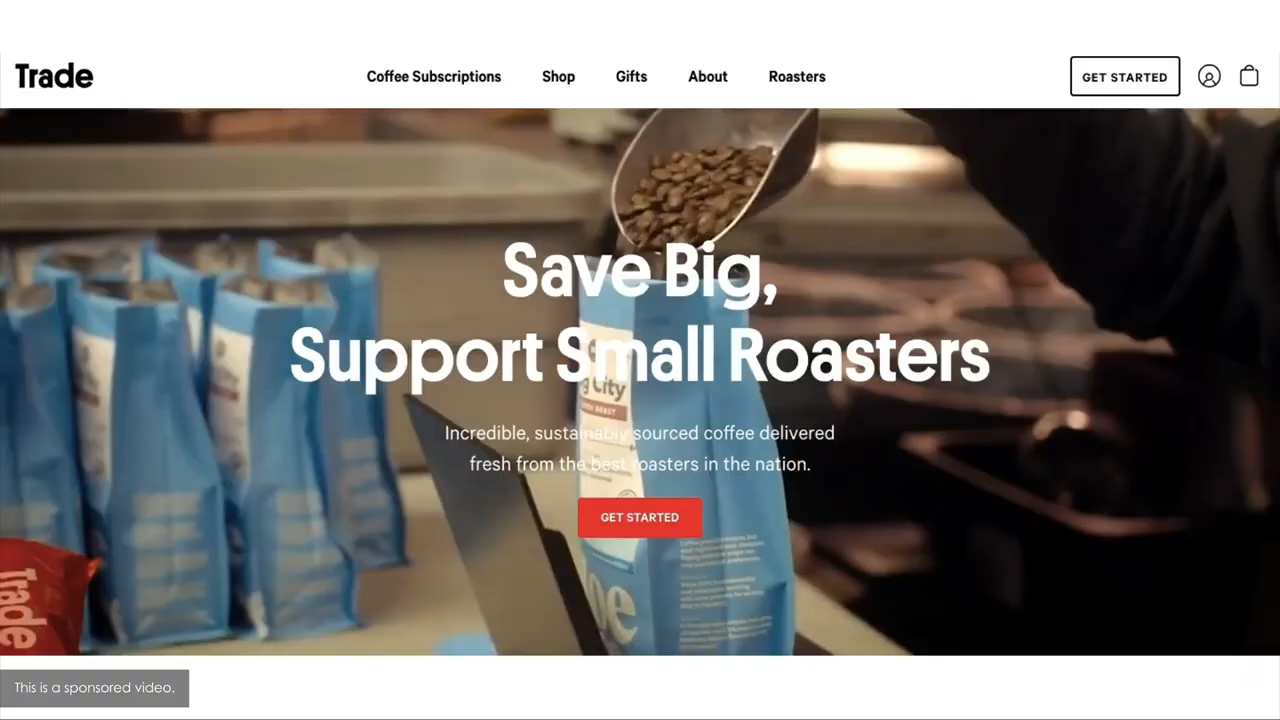 Trade
Coffee Subscriptions
Shop
Gifts
About
Roasters
GET STARTED
Save Big,
Support Small Roasters
g City
Incredible, sustainably sourced coffee delivered
fresh from the best roasters in the nation.
GET STARTED
Trade
This is a sponsored video.